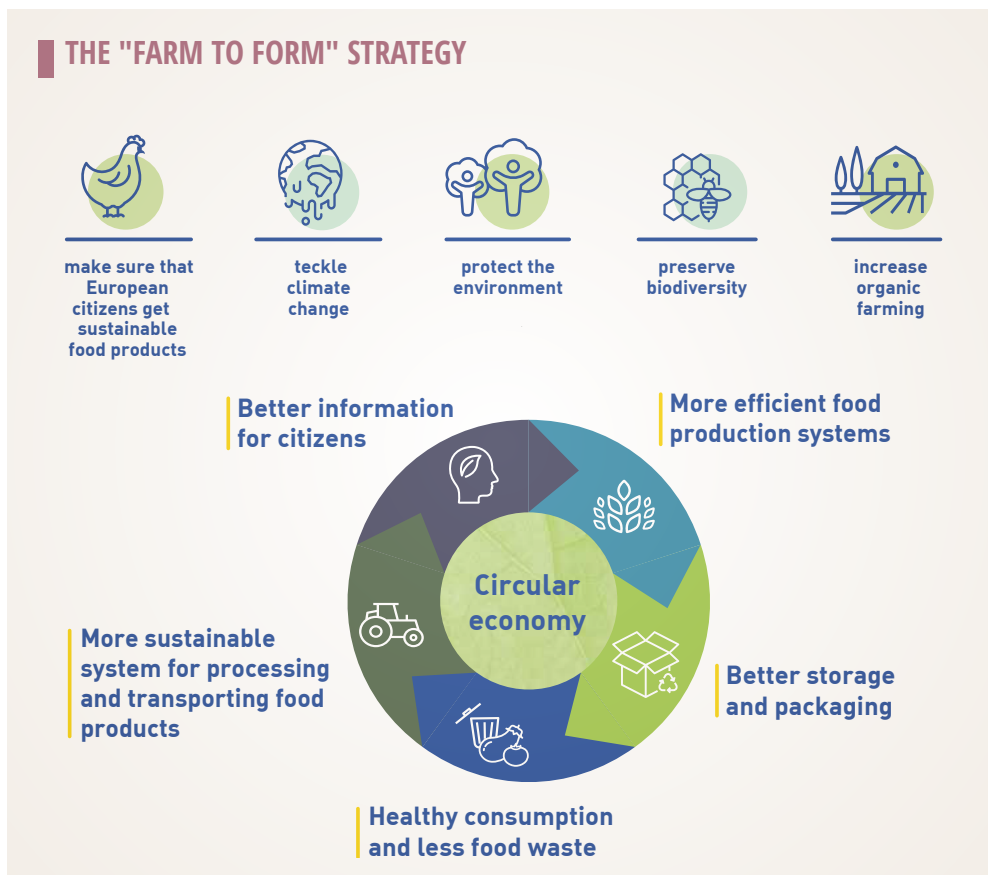 THE "FARM TO FORM" STRATEGY
make sure that
European
citizens get
sustainable
food products
teckle
climate
change
protect the
environment
preserve
biodiversity
increase
organic
farming
Better information
for citizens
More efficient food
production systems
Circular
economy
More sustainable
system for processing
and transporting food
products
Better storage
and packaging
Healthy consumption
and less food waste